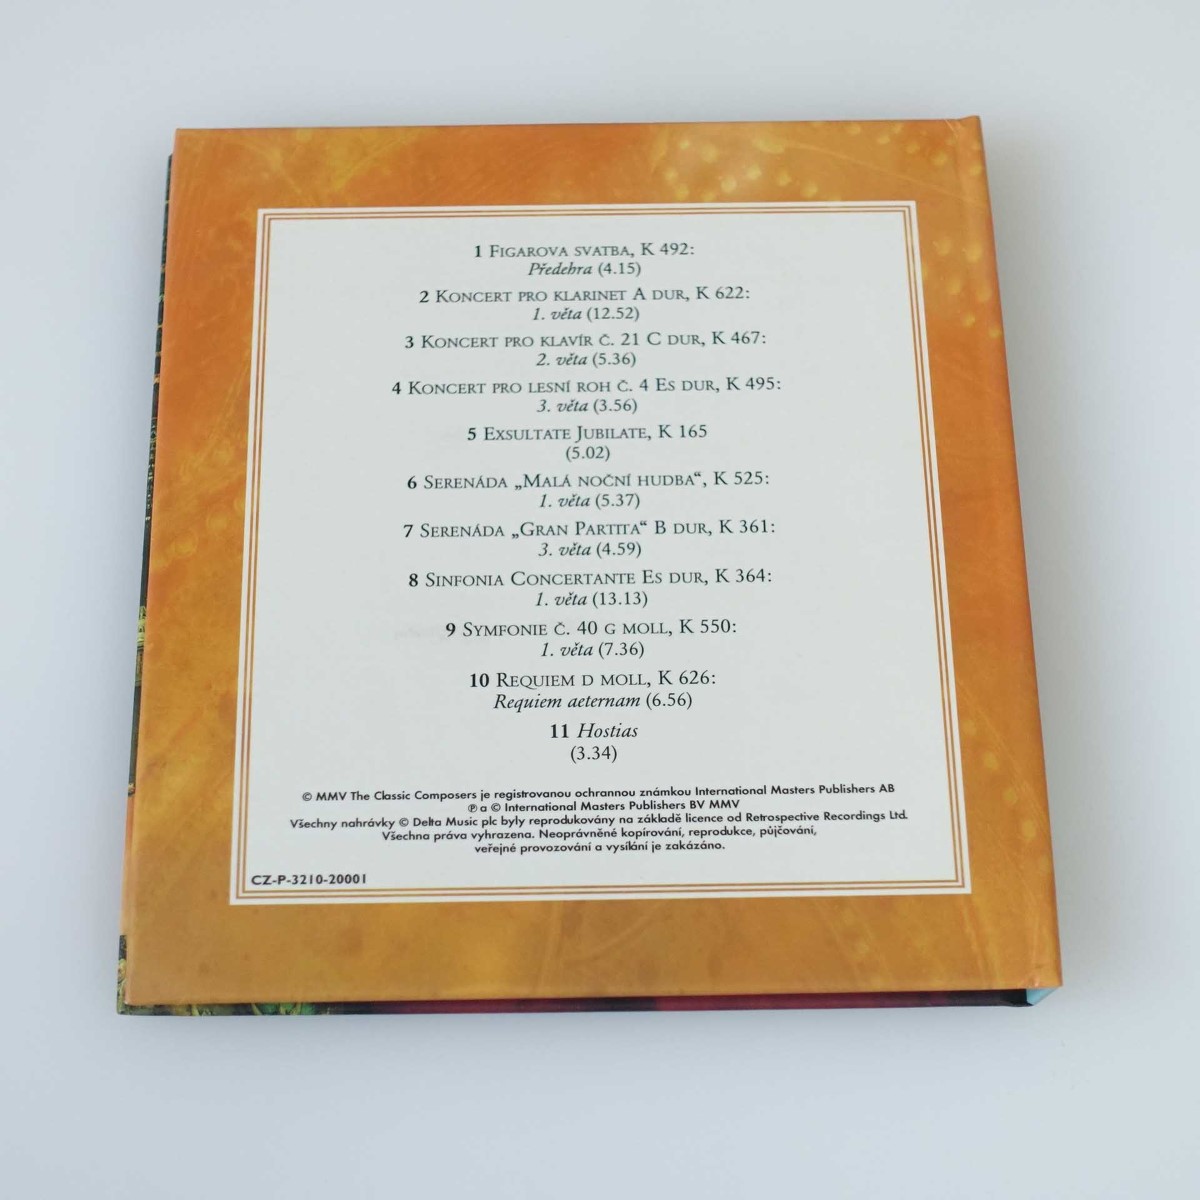 1 FIGAROVA SVATBA, K 492:
Předehra (4.15)
2 KONCERT PRO KLARINET A DUR, K 622:
1. věta (12.52)
3 KONCERT PRO KLAVÍR Č. 21 C DUR, K 467:
2. věta (5.36)
4 KONCERT PRO LESNÍ ROH Č. 4 ES DUR, K 495:
3. věta (3.56)
5 EXSULTATE JUBILATE, K 165
(5.02)
6 SERENÁDA „MALÁ NOČNÍ HUDBA“, K 525:
1. věta (5.37)
7 SERENÁDA „GRAN PARTITA“ B DUR, K 361:
3. věta (4.59)
8 SINFONIA CONCERTANTE ES DUR, K 364:
1. věta (13.13)
9 SYMFONIE Č. 40 G MOLL, K 550:
1. věta (7.36)
10 REQUIEM D MOLL, K 626:
Requiem aeternam (6.56)
11 Hostias
(3.34)
© MMV The Classic Composers je registrovanou ochrannou známkou International Masters Publishers AB
℗ a © International Masters Publishers BV MMV
Všechny nahrávky © Delta Music plc byly reprodukovány na základě licence od Retrospective Recordings Ltd.
Všechna práva vyhrazena. Neoprávněné kopírování, reprodukce, půjčování,
veřejné provozování a vysílání je zakázáno.
CZ-P-3210-20001